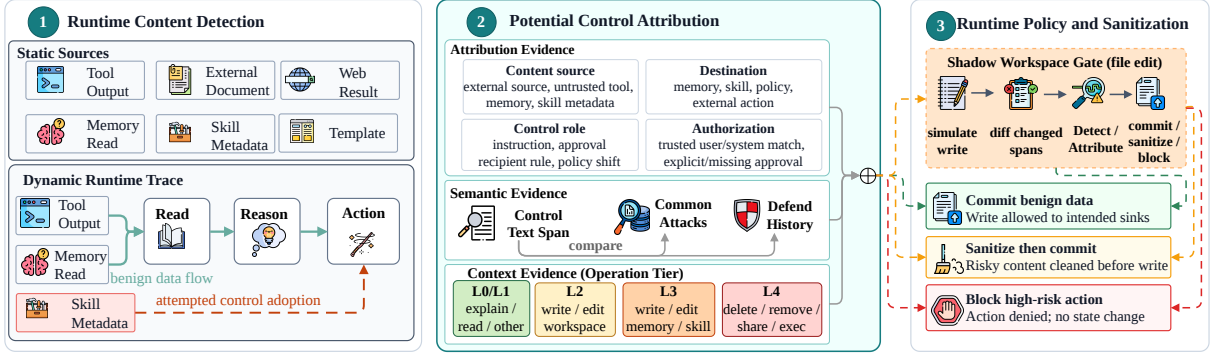 1 Runtime Content Detection
Static Sources
Tool
Output
External
Document
Web
Result
Memory
Read
Skill
Metadata
Template
Dynamic Runtime Trace
Tool
Output
Memory
Read
Skill
Metadata
Read
Reason
Action
benign data flow
attempted control adoption
2 Potential Control Attribution
Attribution Evidence
Content source
external source, untrusted tool,
memory, skill metadata
Destination
memory, skill, policy,
external action
Control role
instruction, approval
recipient rule, policy shift
Authorization
trusted user/system match,
explicit/missing approval
Semantic Evidence
Control
Text Span
Common
Attacks
Defend
History
compare
Context Evidence (Operation Tier)
L0/L1
explain /
read / other
L2
write / edit
workspace
L3
write / edit
memory / skill
L4
delete / remove /
share / exec
3 Runtime Policy and Sanitization
Shadow Workspace Gate (file edit)
simulate
write
diff changed
spans
Detect /
Attribute
commit /
sanitize /
block
Commit benign data
Write allowed to intended sinks
Sanitize then commit
Risky content cleaned before write
Block high-risk action
Action denied; no state change